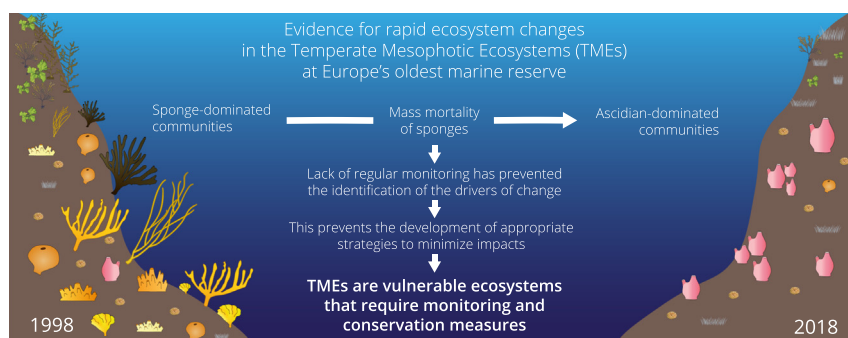 Evidence for rapid ecosystem changes
in the Temperate Mesophotic Ecosystems (TMEs)
at Europe's oldest marine reserve
Sponge-dominated
communities
Mass mortality
of sponges
Ascidian-dominated
communities
Lack of regular monitoring has prevented
the identification of the drivers of change
This prevents the development of appropriate
strategies to minimize impacts
TMEs are vulnerable ecosystems
that require monitoring and
conservation measures
1998
2018